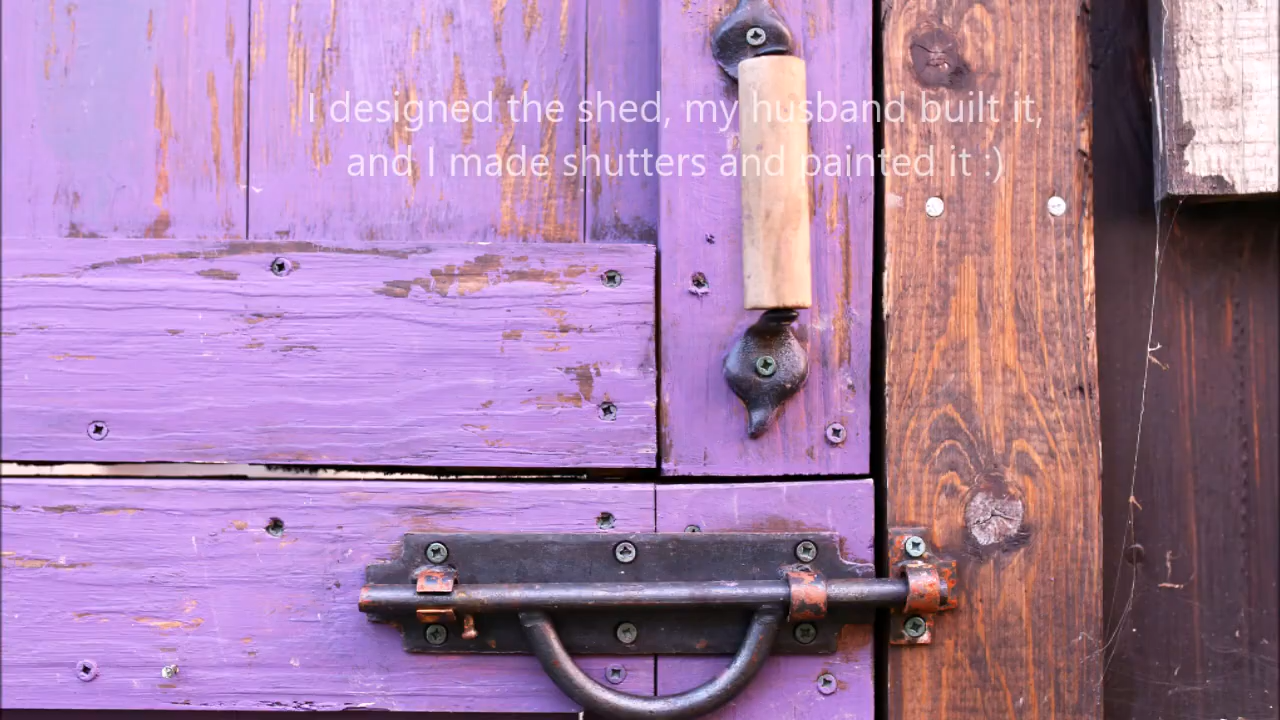 I designed the shed, my husband built it,
and I made shutters and painted it :)